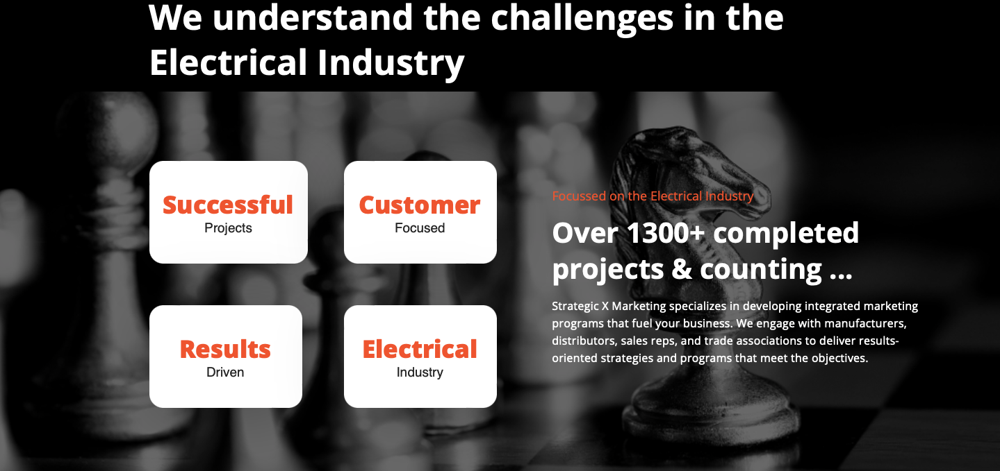 We understand the challenges in the
Electrical Industry
Successful
Projects
Customer
Focused
Results
Driven
Electrical
Industry
Focussed on the Electrical Industry
Over 1300+ completed
projects & counting ...
Strategic X Marketing specializes in developing integrated marketing
programs that fuel your business. We engage with manufacturers,
distributors, sales reps, and trade associations to deliver results-
oriented strategies and programs that meet the objectives.